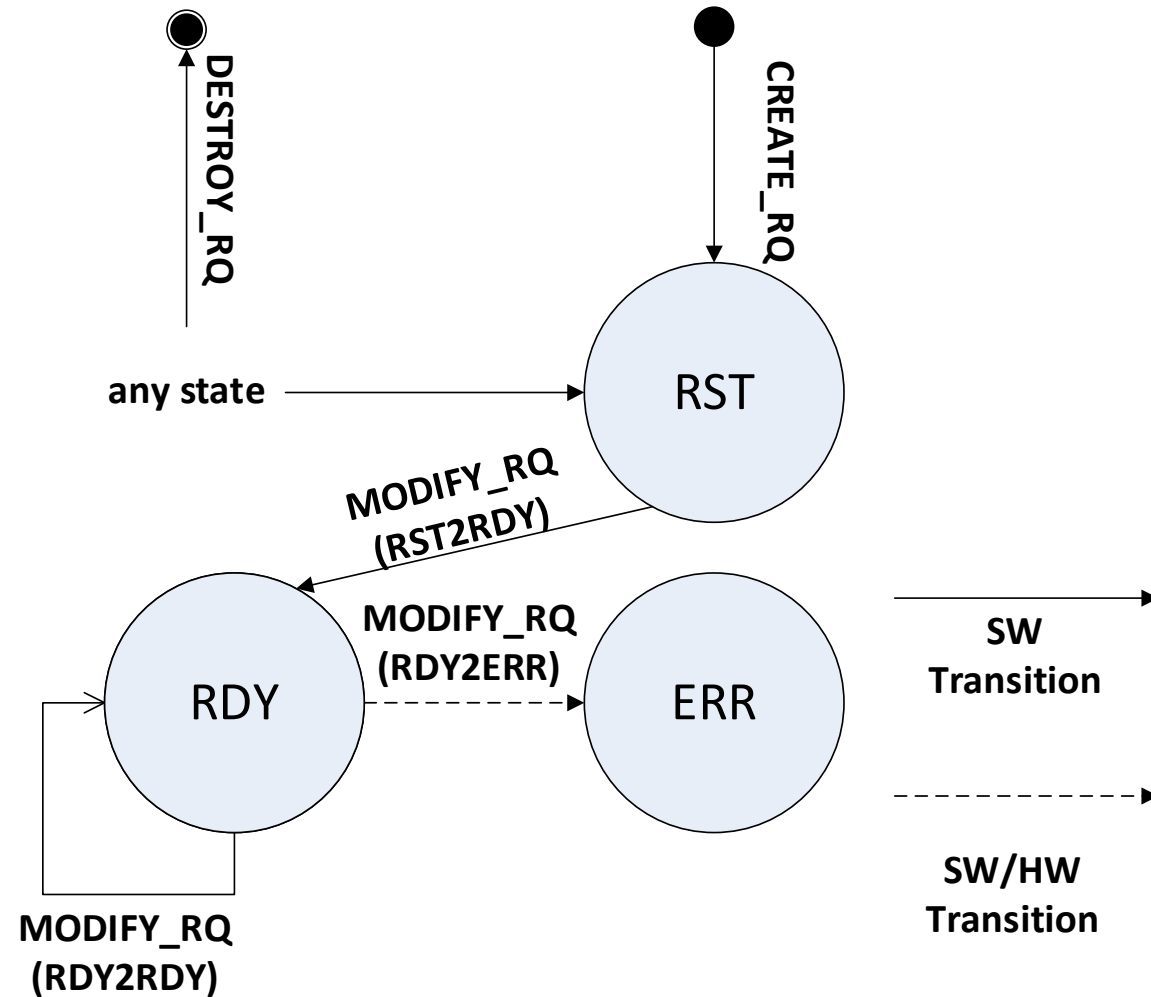 DESTROY_RQ
CREATE_RQ
any state
RST
MODIFY_RQ
(RST2RDY)
MODIFY_RQ
(RDY2ERR)
RDY
ERR
SW
Transition
SW/HW
Transition
MODIFY_RQ
(RDY2RDY)